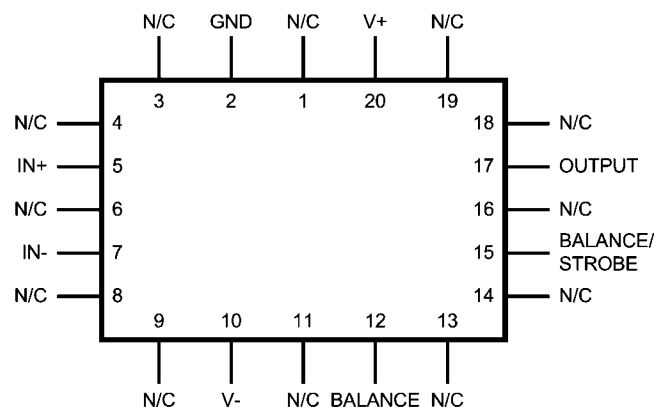 N/C GND N/C V+ N/C
3 2 1 20 19
N/C 4 18 N/C
IN+ 5 17 OUTPUT
N/C 6 16 N/C
IN- 7 15 BALANCE/
STROBE
N/C 8 14 N/C
9 10 11 12 13
N/C V- N/C BALANCE N/C